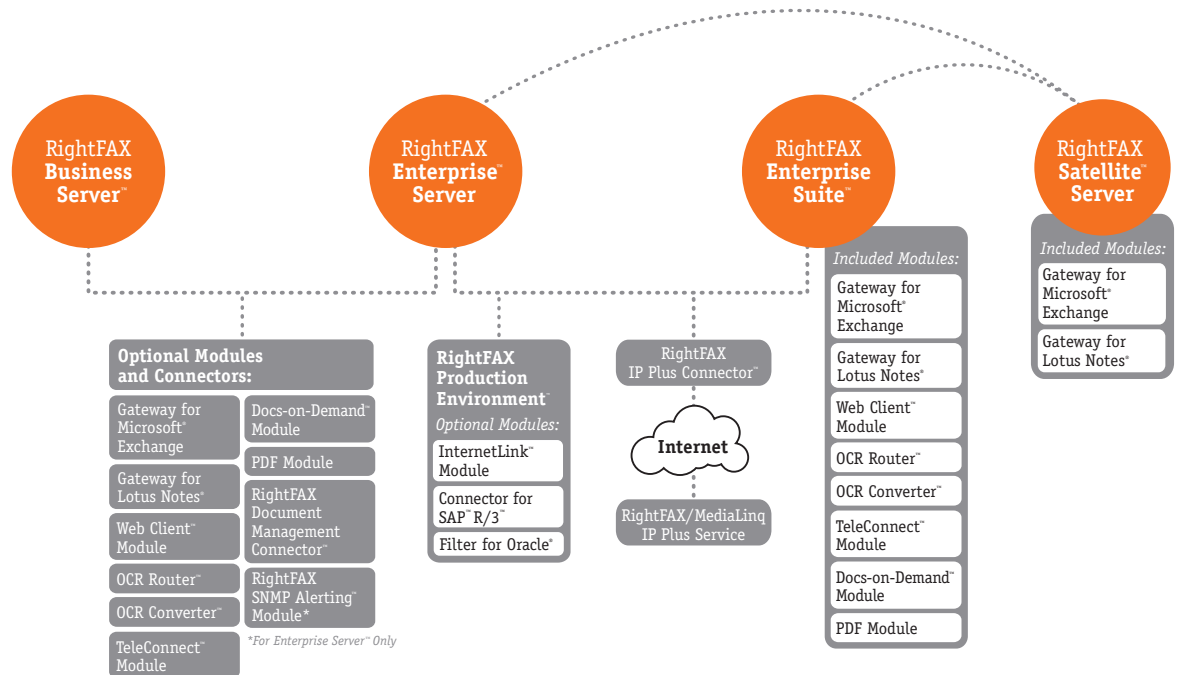 RightFAX
Business
Server™
RightFAX
Enterprise™
Server
RightFAX
Enterprise
Suite™
RightFAX
Satellite™
Server
Optional Modules
and Connectors:
Gateway for
Microsoft®
Exchange
Gateway for
Lotus Notes®
Web Client™
Module
OCR Router™
OCR Converter™
TeleConnect™
Module
Docs-on-Demand™
Module
PDF Module
RightFAX
Document
Management
Connector™
RightFAX
SNMP Alerting™
Module*
*For Enterprise Server™ Only
RightFAX
Production
Environment™
Optional Modules:
InternetLink™
Module
Connector for
SAP™ R/3™
Filter for Oracle®
RightFAX
IP Plus Connector™
Internet
RightFAX/MediaLinq
IP Plus Service
Included Modules:
Gateway for
Microsoft®
Exchange
Gateway for
Lotus Notes®
Web Client™
Module
OCR Router™
OCR Converter™
TeleConnect™
Module
Docs-on-Demand™
Module
PDF Module
Included Modules:
Gateway for
Microsoft®
Exchange
Gateway for
Lotus Notes®